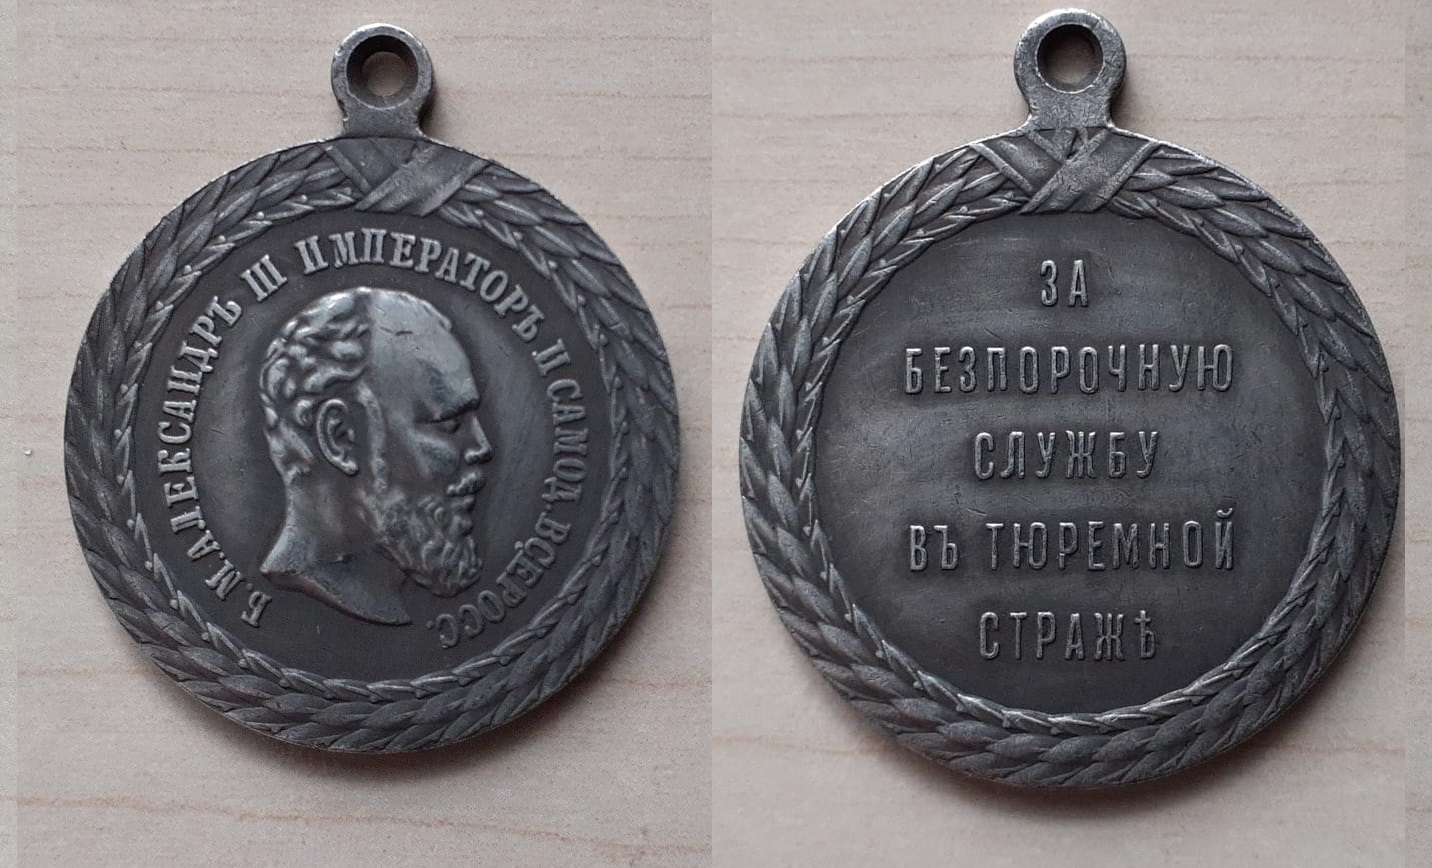 Б. М. АЛЕКСАНДРЪ III ИМПЕРАТОРЪ И САМОД. ВСЕРОСС.
ЗА
БЕЗПОРОЧНУЮ
СЛУЖБУ
ВЪ ТЮРЕМНОЙ
СТРАЖѢ